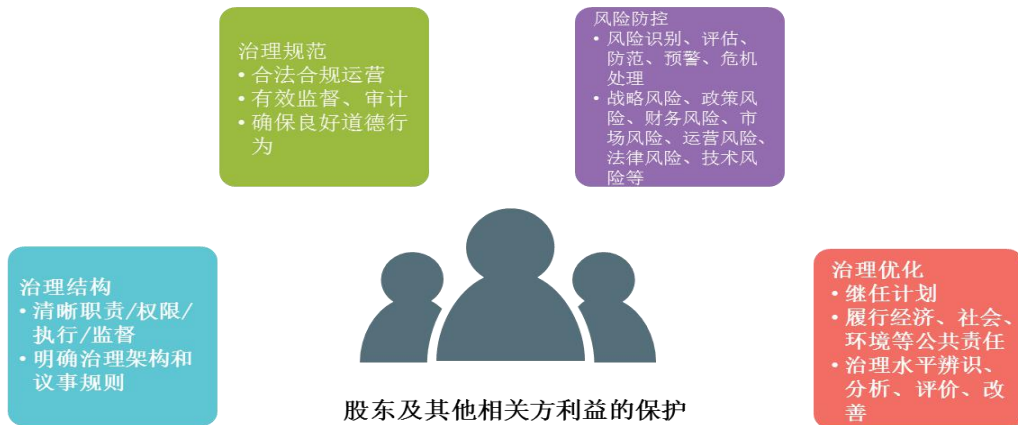 治理规范
• 合法合规运营
• 有效监督、审计
• 确保良好道德行
为
风险防控
• 风险识别、评估、
防范、预警、危机
处理
• 战略风险、政策风
险、财务风险、市
场风险、运营风险、
法律风险、技术风
险等
治理结构
• 清晰职责/权限/
执行/监督
• 明确治理架构和
议事规则
治理优化
• 继任计划
• 履行经济、社会、
环境等公共责任
• 治理水平辨识、
分析、评价、改
善
股东及其他相关方利益的保护